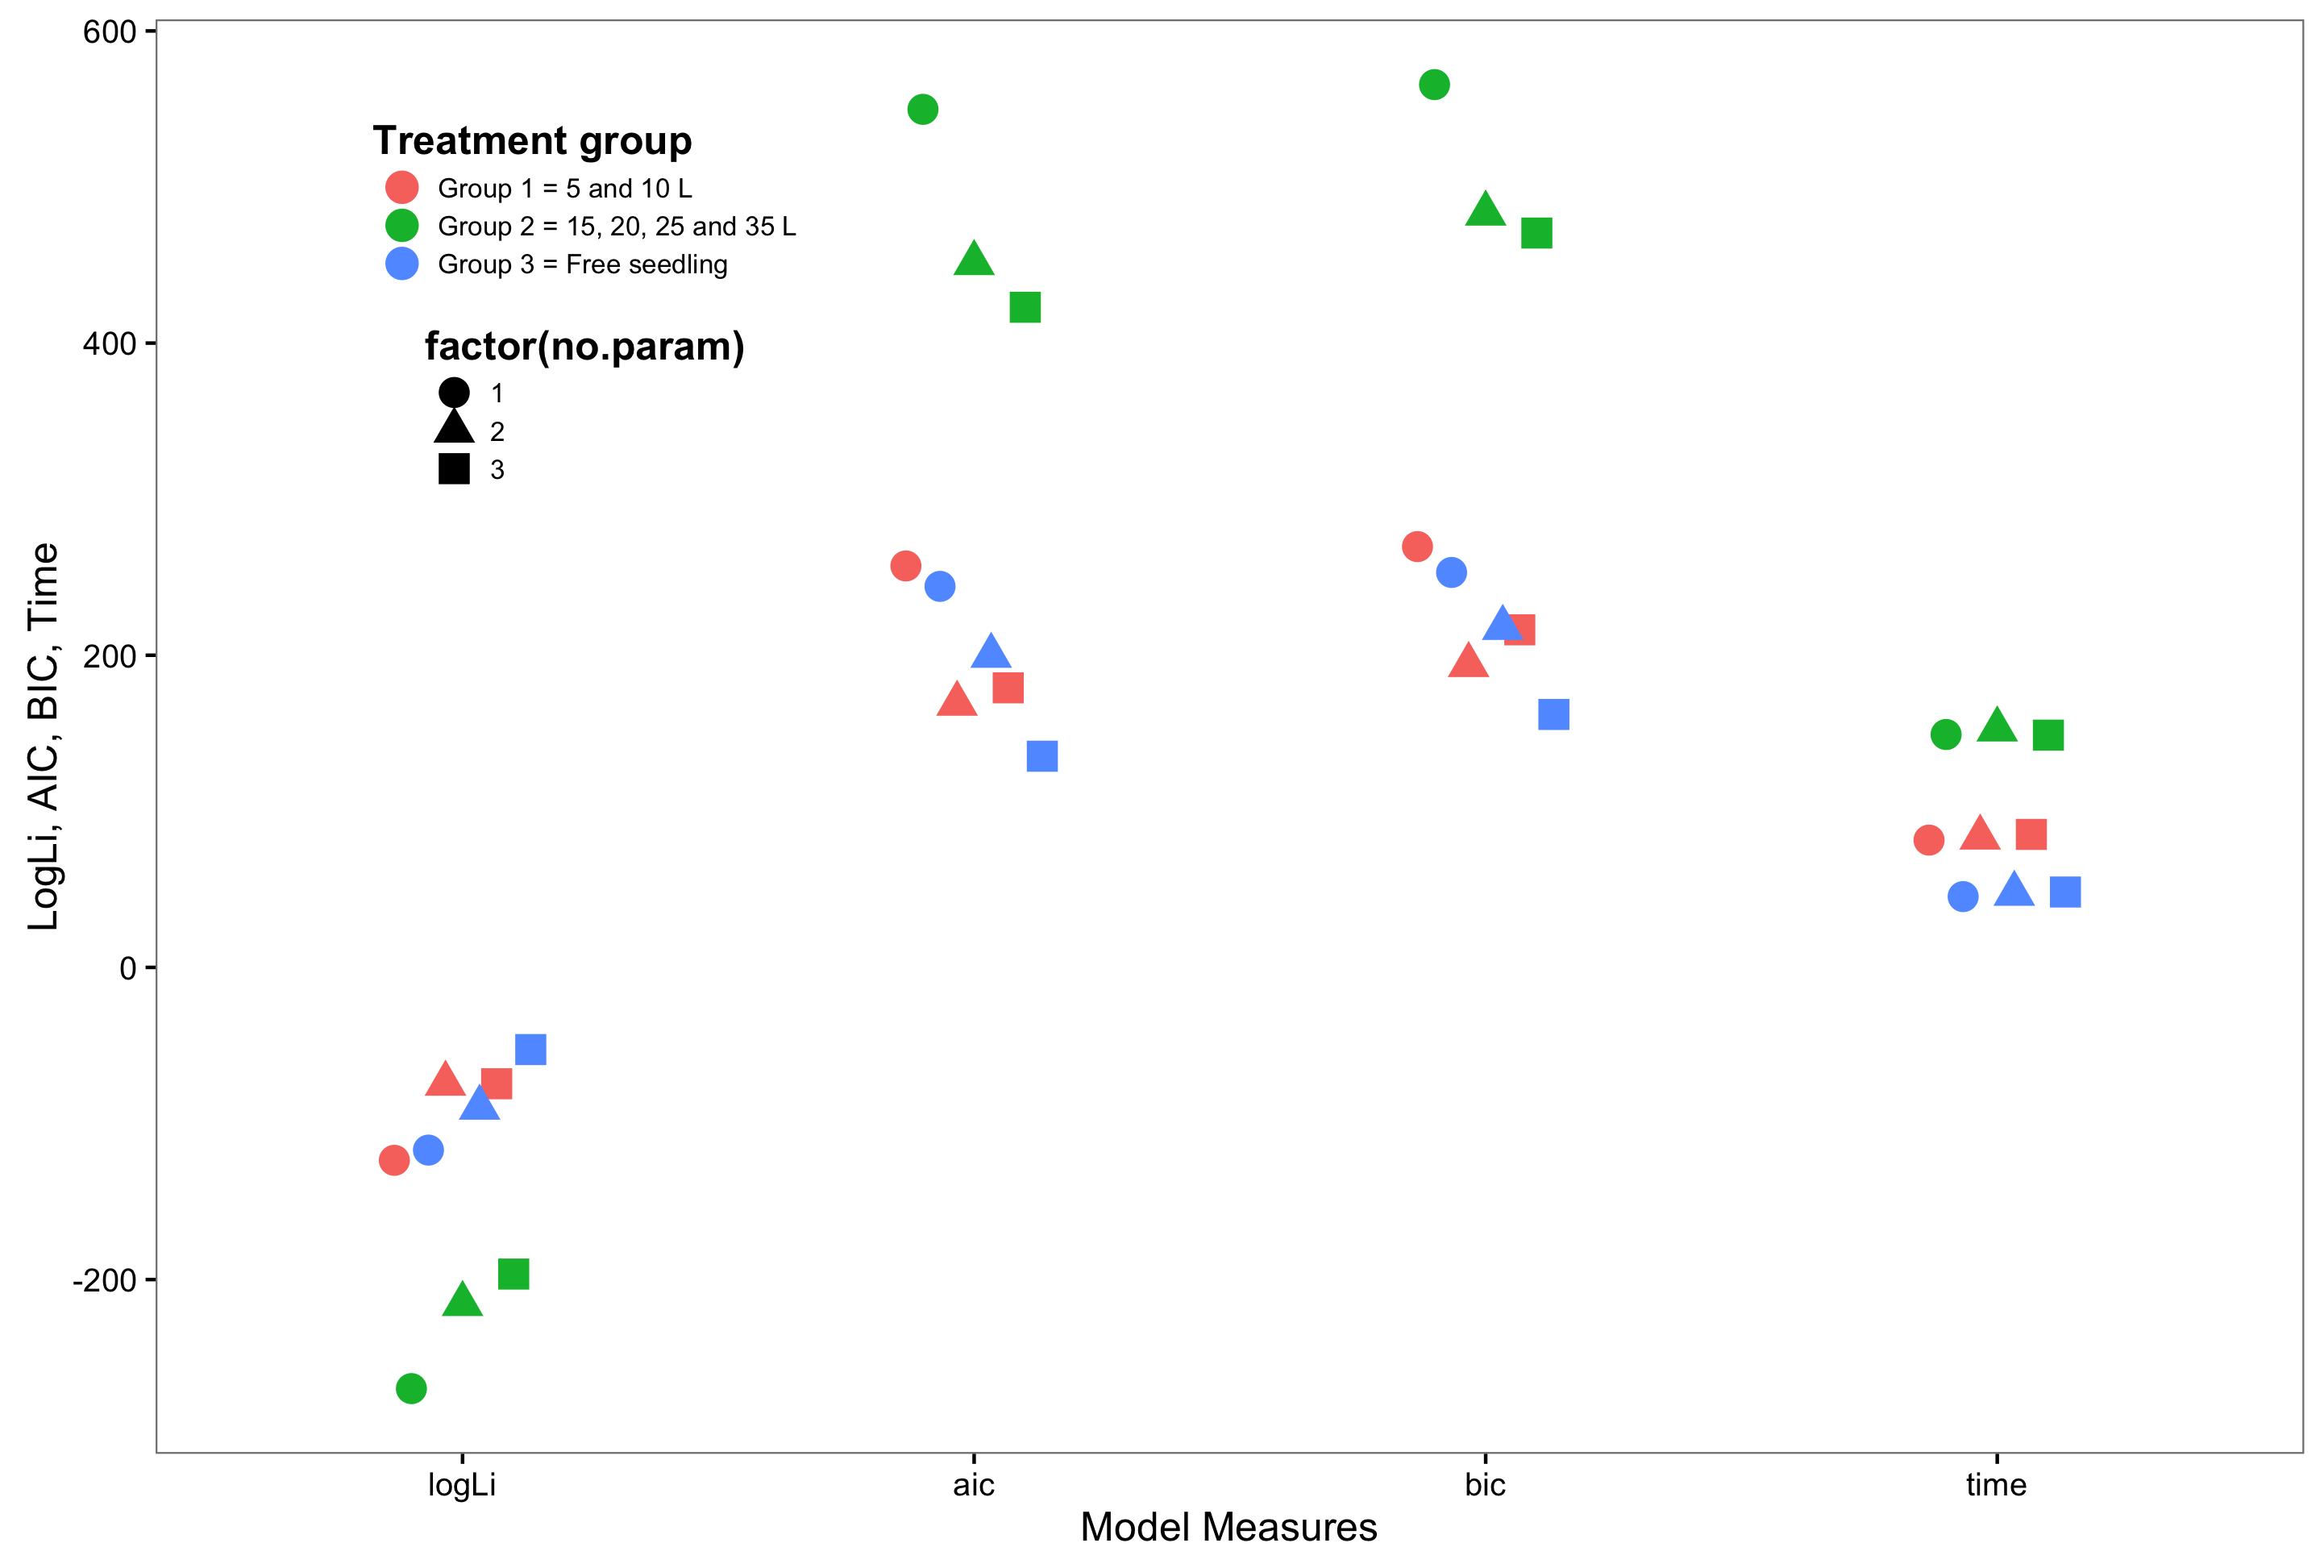 600
400
200
0
-200
LogLi, AIC, BIC, Time
Treatment group
Group 1 = 5 and 10 L
Group 2 = 15, 20, 25 and 35 L
Group 3 = Free seedling
factor(no.param)
1
2
3
logLi
aic
bic
time
Model Measures